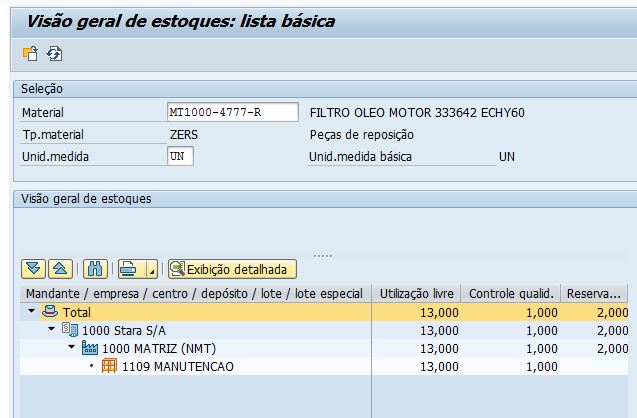 Visão geral de estoques: lista básica
Seleção
Material MT1000-4777-R FILTRO OLEO MOTOR 333642 ECHY60
Tp.material ZERS Peças de reposição
Unid.medida UN Unid.medida básica UN
Visão geral de estoques
Exibição detalhada
Mandante / empresa / centro / depósito / lote / lote especial Utilização livre Controle qualid. Reserva...
Total 13,000 1,000 2,000
1000 Stara S/A 13,000 1,000 2,000
1000 MATRIZ (NMT) 13,000 1,000 2,000
1109 MANUTENCAO 13,000 1,000